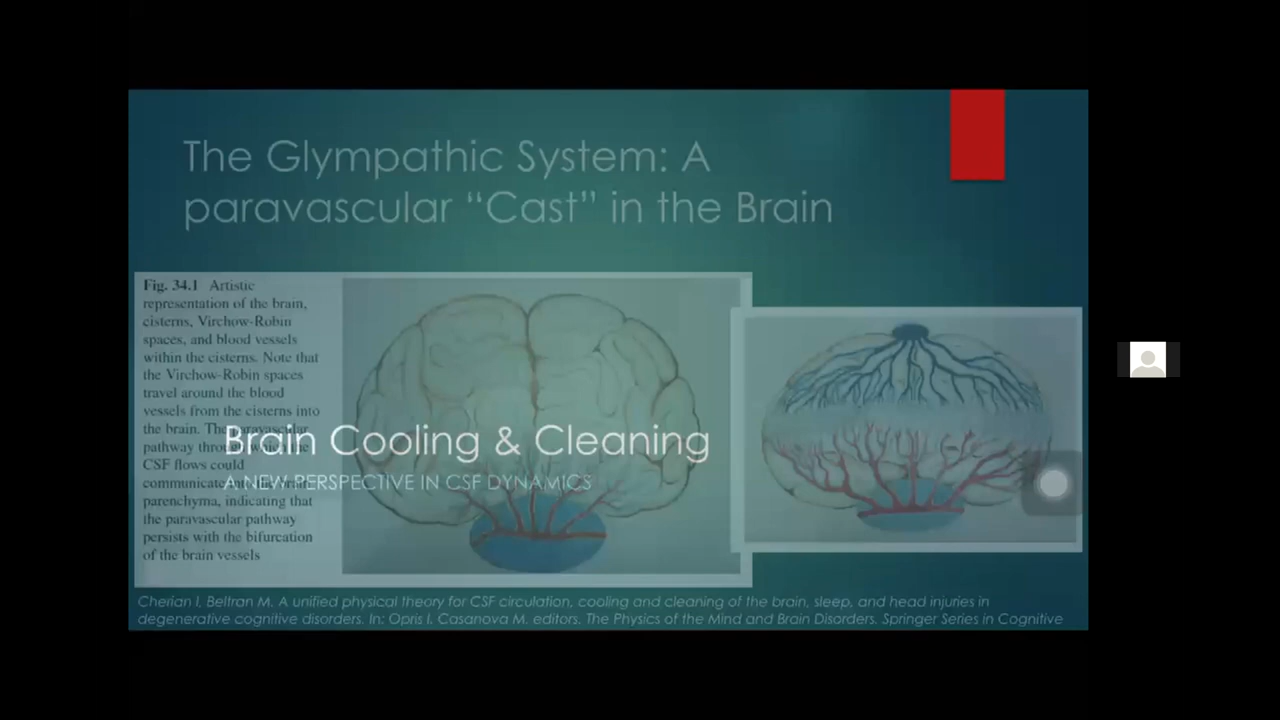 The Glympathic System: A
paravascular “Cast” in the Brain
Fig. 34.1 Artistic
representation of the brain,
cisterns, Virchow-Robin
spaces, and blood vessels
within the cisterns. Note that
the Virchow-Robin spaces
travel around the blood
vessels from the cisterns into
the brain. The paravascular
pathway through which the
CSF flows could
communicate
parenchyma, indicating that
the paravascular pathway
persists with the bifurcation
of the brain vessels
Brain Cooling & Cleaning
A NEW PERSPECTIVE IN CSF DYNAMICS
Cherian I, Beltran M. A unified physical theory for CSF circulation, cooling and cleaning of the brain, sleep, and head injuries in
degenerative cognitive disorders. In: Opris I. Casanova M. editors. The Physics of the Mind and Brain Disorders. Springer Series in Cognitive